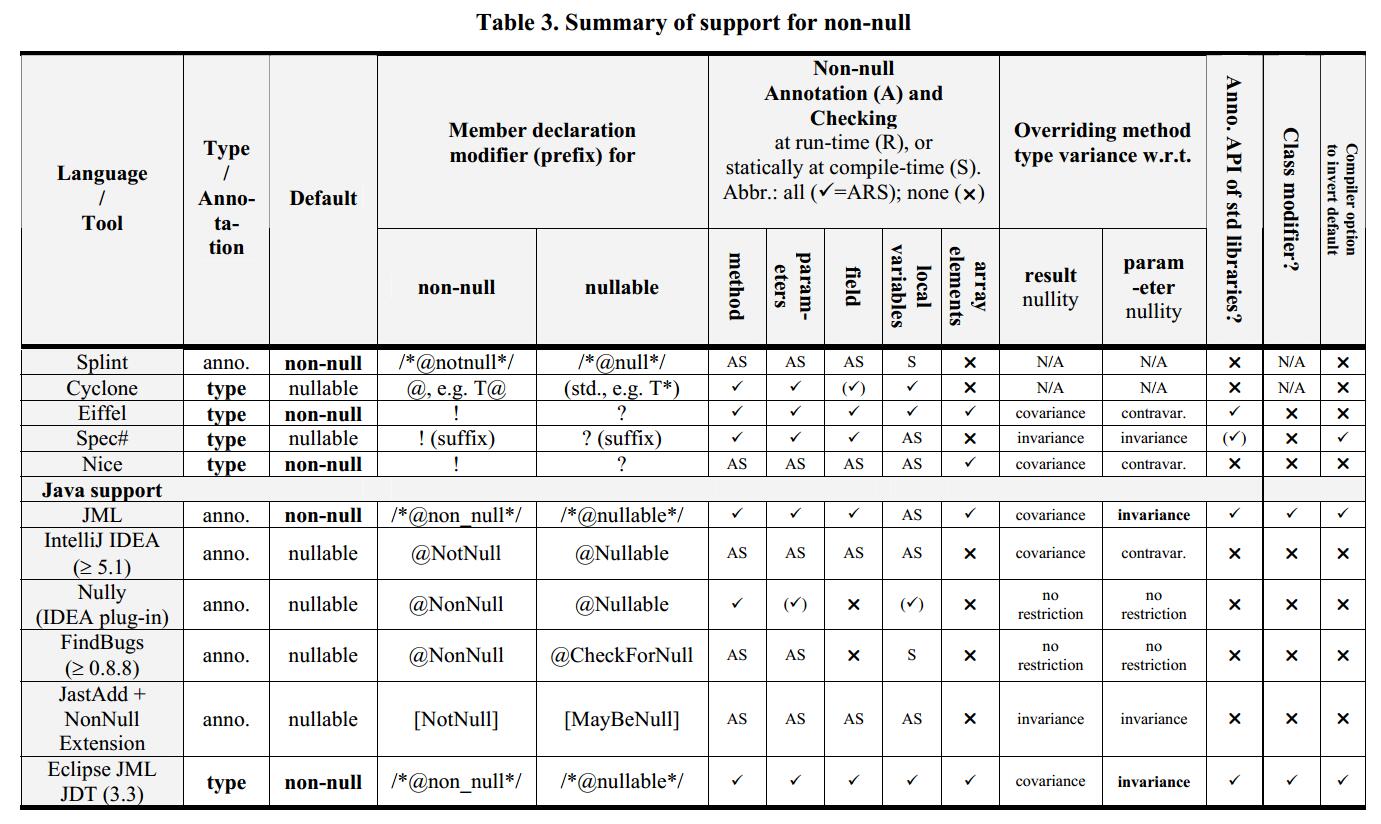 Table 3. Summary of support for non-null
Language
/
Tool
Type
/
Anno-
ta-
tion
Default
Member declaration
modifier (prefix) for
Non-null
Annotation (A) and
Checking
at run-time (R), or
statically at compile-time (S).
Abbr.: all (✓=ARS); none (×)
Overriding method
type variance w.r.t.
Anno. API of std libraries?
Class modifier?
Compiler option
to invert default
non-null
nullable
method
param-
eters
field
local
variables
array
elements
result
nullity
param
-eter
nullity
Splint anno. non-null /*@notnull*/ /*@null*/ AS AS AS S × N/A N/A × N/A ×
Cyclone type nullable @, e.g. T@ (std., e.g. T*) ✓ ✓ (✓) ✓ × N/A N/A × N/A ×
Eiffel type non-null ! ? ✓ ✓ ✓ ✓ ✓ covariance contravar. ✓ × ×
Spec# type nullable ! (suffix) ? (suffix) ✓ ✓ ✓ AS × invariance invariance (✓) × ✓
Nice type non-null ! ? AS AS AS AS ✓ covariance contravar. × × ×
Java support
JML anno. non-null /*@non_null*/ /*@nullable*/ ✓ ✓ ✓ AS ✓ covariance invariance ✓ ✓ ✓
IntelliJ IDEA
(≥ 5.1) anno. nullable @NotNull @Nullable AS AS AS AS × covariance contravar. × × ×
Nully
(IDEA plug-in) anno. nullable @NonNull @Nullable ✓ (✓) × (✓) × no
restriction no
restriction × × ×
FindBugs
(≥ 0.8.8) anno. nullable @NonNull @CheckForNull AS AS × S × no
restriction no
restriction × × ×
JastAdd +
NonNull
Extension anno. nullable [NotNull] [MayBeNull] AS AS AS AS × invariance invariance × × ×
Eclipse JML
JDT (3.3) type non-null /*@non_null*/ /*@nullable*/ ✓ ✓ ✓ ✓ ✓ covariance invariance ✓ ✓ ✓